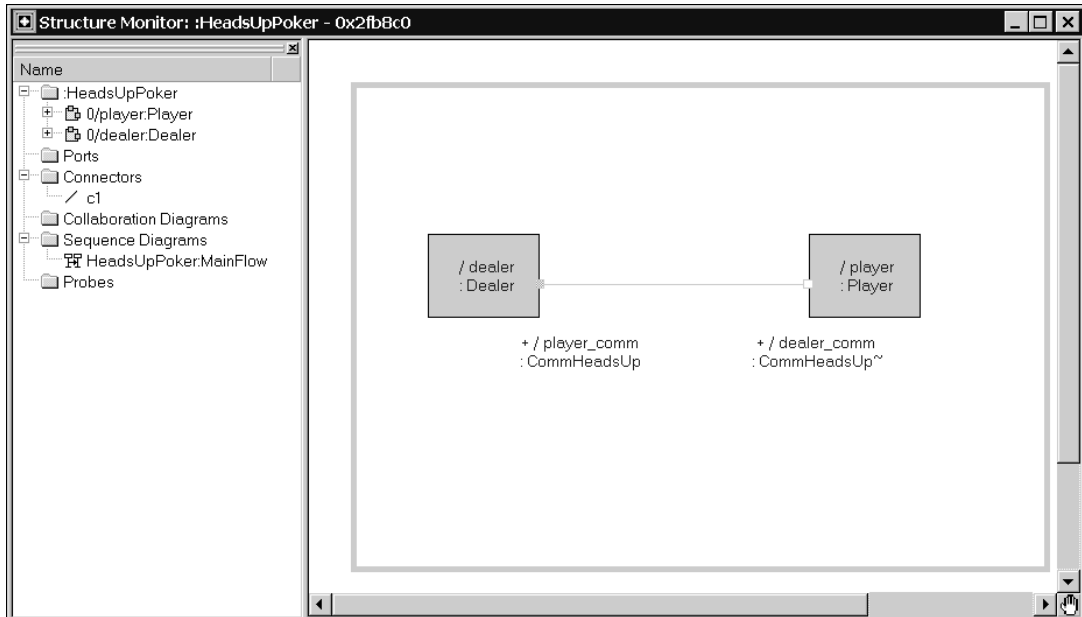 Structure Monitor: :HeadsUpPoker - 0x2fb8c0
Name
:HeadsUpPoker
0/player:Player
0/dealer:Dealer
Ports
Connectors
c1
Collaboration Diagrams
Sequence Diagrams
HeadsUpPoker:MainFlow
Probes
/ dealer
: Dealer
/ player
: Player
+ / player_comm
: CommHeadsUp
+ / dealer_comm
: CommHeadsUp~